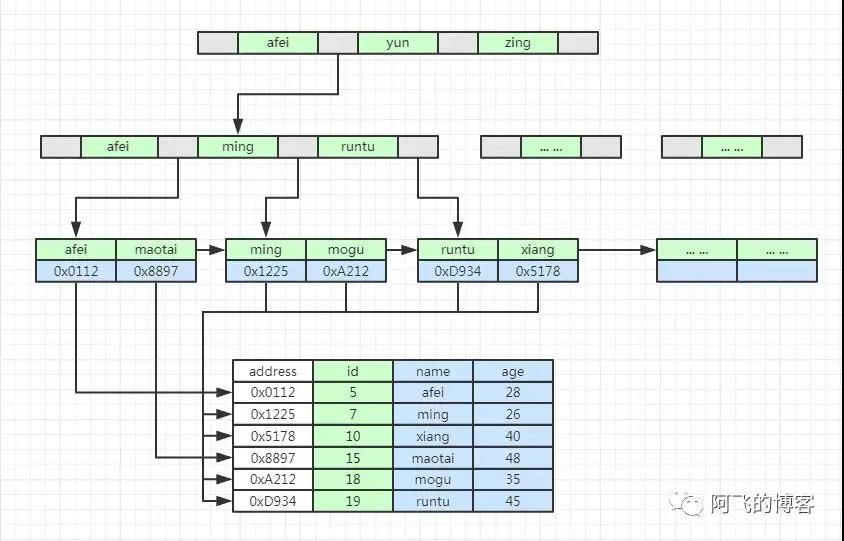 afei yun zing
afei ming runtu ... ... ... ...
afei maotai ming mogu runtu xiang ... ... ... ...
0x0112 0x8897 0x1225 0xA212 0xD934 0x5178
address id name age
0x0112 5 afei 28
0x1225 7 ming 26
0x5178 10 xiang 40
0x8897 15 maotai 48
0xA212 18 mogu 35
0xD934 19 runtu 45
阿飞的博客